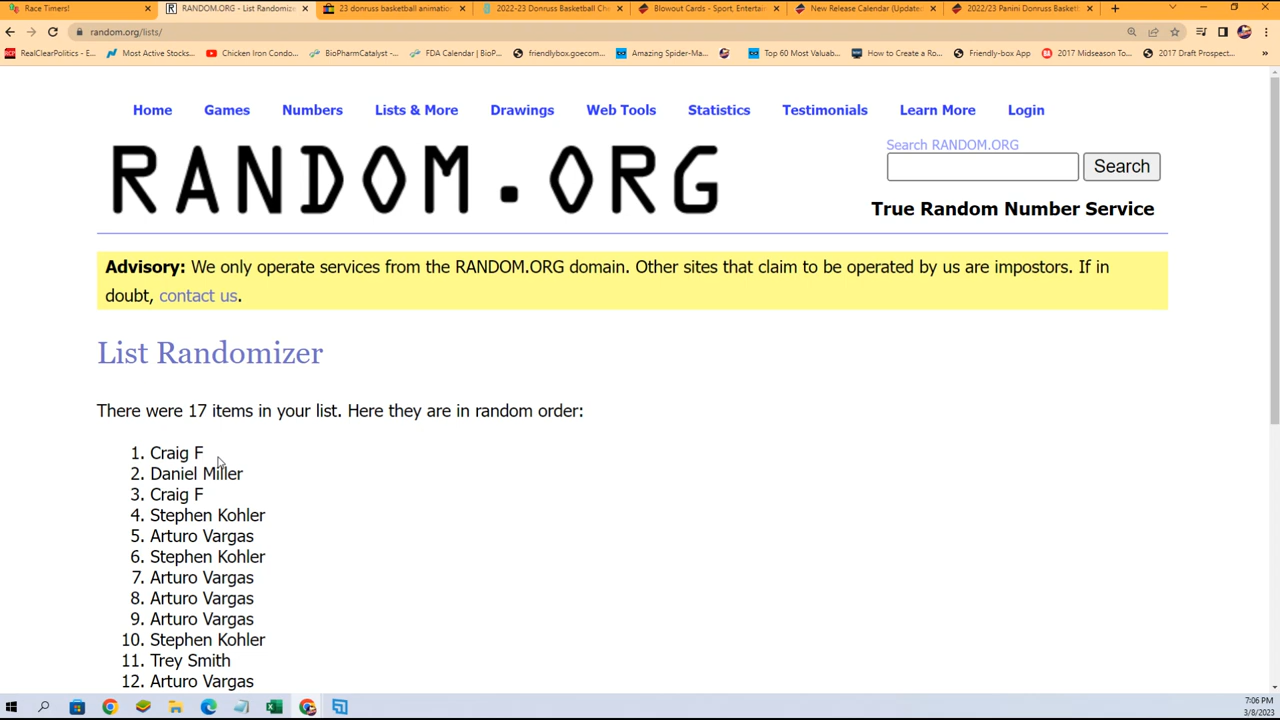 Race Timers!
RANDOM.ORG - List Randomizer
23 donruss basketball animation
2022-23 Donruss Basketball Che
Blowout Cards - Sport, Entertain
New Release Calendar (Update
2022/23 Panini Donruss Basketb
random.org/lists/
RealClearPolitics - E...
Most Active Stocks...
Chicken Iron Condo...
BioPharmCatalyst -...
FDA Calendar | BioP...
friendlybox.goecom...
Amazing Spider-Ma...
Top 60 Most Valuab...
How to Create a Ro...
Friendly-box App
2017 Midseason To...
2017 Draft Prospect...
Home Games Numbers Lists & More Drawings Web Tools Statistics Testimonials Learn More Login
Search RANDOM.ORG
RANDOM.ORG
Search
True Random Number Service
Advisory: We only operate services from the RANDOM.ORG domain. Other sites that claim to be operated by us are impostors. If in
doubt, contact us.
List Randomizer
There were 17 items in your list. Here they are in random order:
1. Craig F
2. Daniel Miller
3. Craig F
4. Stephen Kohler
5. Arturo Vargas
6. Stephen Kohler
7. Arturo Vargas
8. Arturo Vargas
9. Arturo Vargas
10. Stephen Kohler
11. Trey Smith
12. Arturo Vargas
7:06 PM
3/8/2023